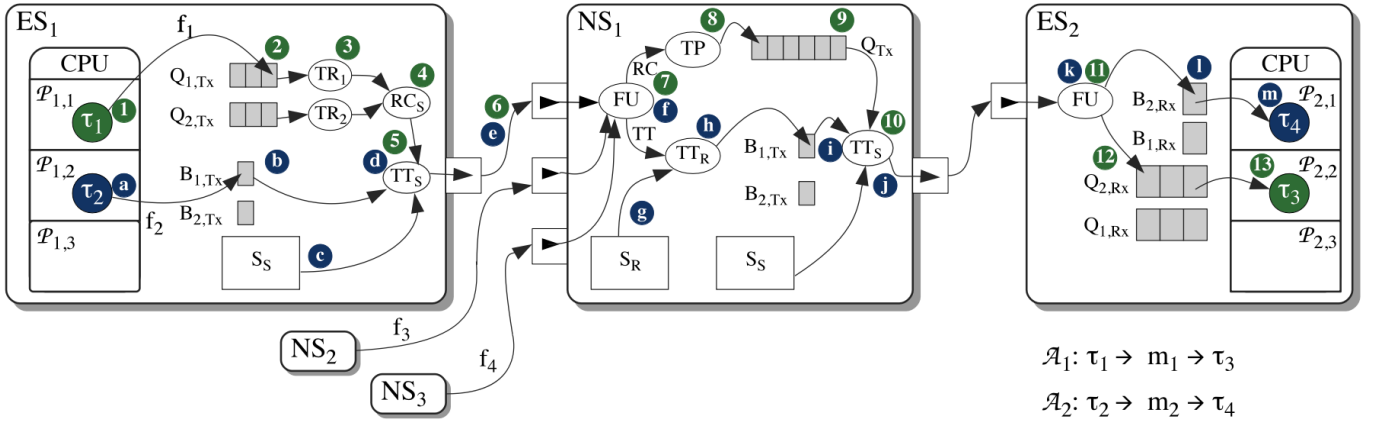 ES1
CPU
P1,1
τ1
1
P1,2
τ2
a
P1,3
f1
f2
Q1,Tx
2
TR1
3
Q2,Tx
TR2
RCS
4
B1,Tx
b
B2,Tx
5
d
TTS
SS
c
6
e
NS2
f3
NS3
f4
NS1
FU
7
f
RC
TT
TP
8
9
QTx
TTR
h
g
SR
B1,Tx
i
B2,Tx
TTS
10
j
SS
ES2
k
11
FU
l
B2,Rx
B1,Rx
12
Q2,Rx
Q1,Rx
CPU
m
τ4
P2,1
13
τ3
P2,2
P2,3
A1: τ1 → m1 → τ3
A2: τ2 → m2 → τ4